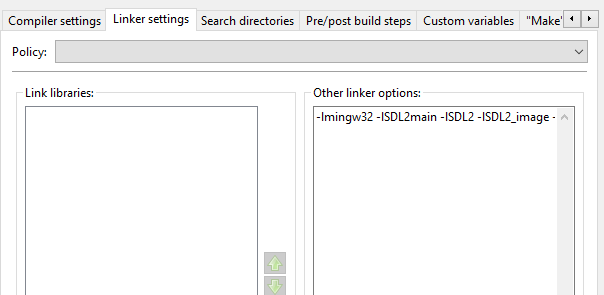 Compiler settings Linker settings Search directories Pre/post build steps Custom variables "Make"
Policy:
Link libraries: Other linker options:
-lmingw32 -lSDL2main -lSDL2 -lSDL2_image -